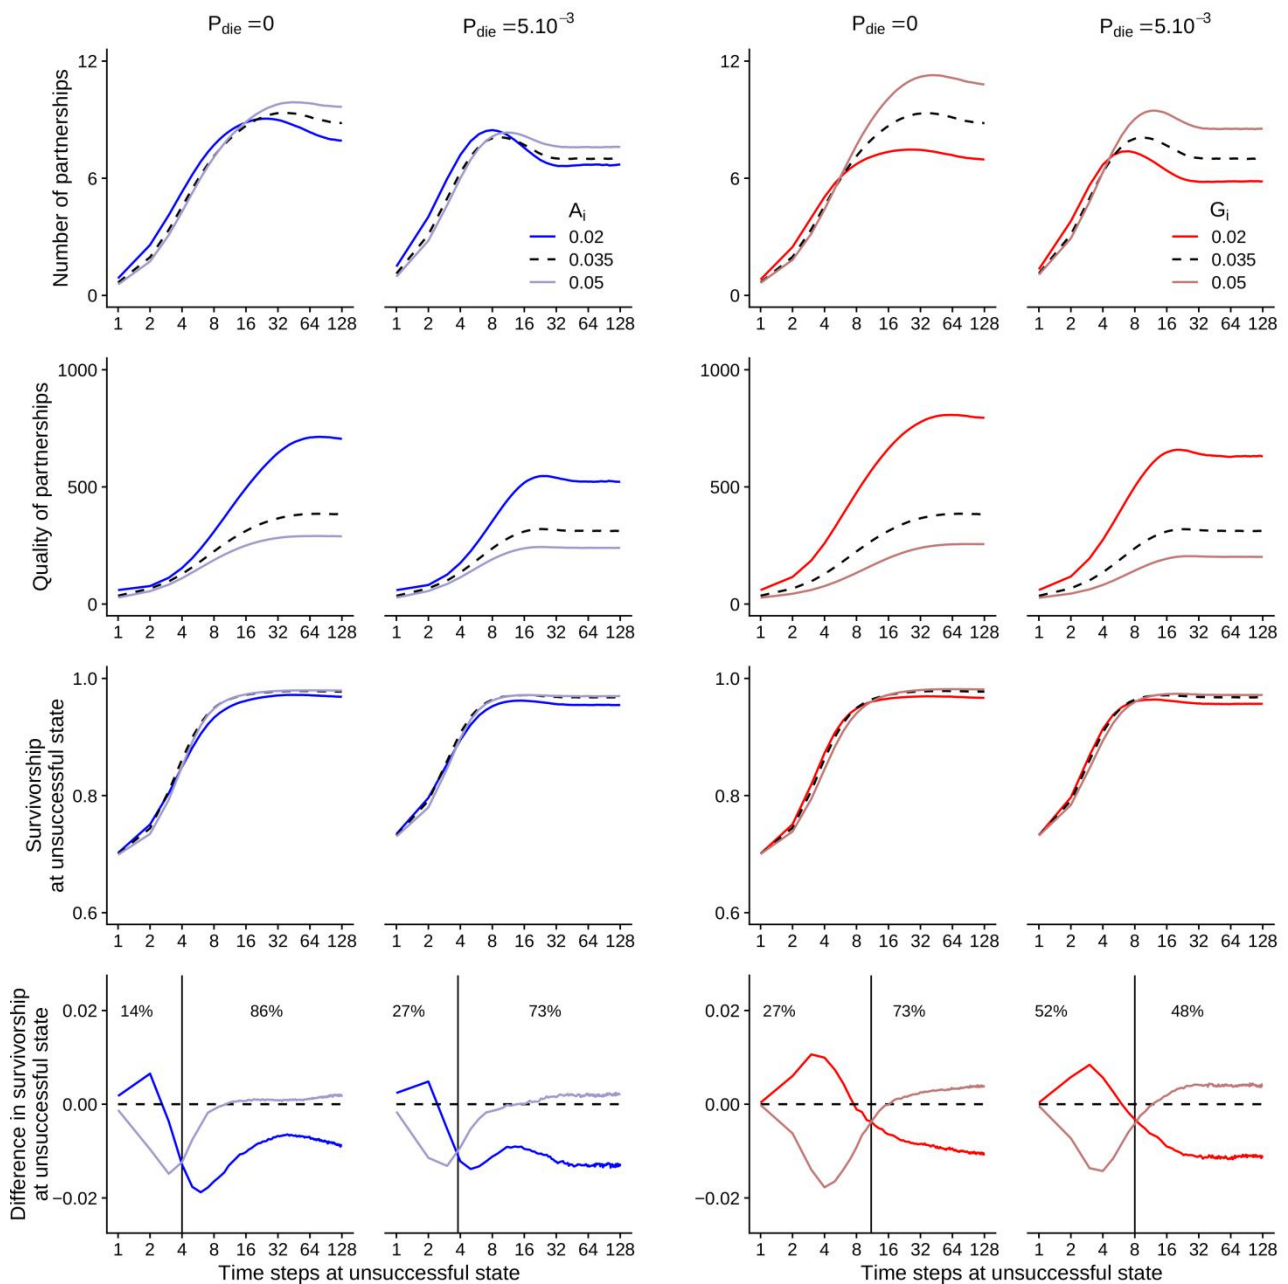 P_die =0
P_die =5.10^−3
P_die =0
P_die =5.10^−3
Number of partnerships
12
6
0
A_i
0.02
0.035
0.05
1 2 4 8 16 32 64 128
1 2 4 8 16 32 64 128
12
6
0
G_i
0.02
0.035
0.05
1 2 4 8 16 32 64 128
1 2 4 8 16 32 64 128
Quality of partnerships
1000
500
0
1 2 4 8 16 32 64 128
1 2 4 8 16 32 64 128
1000
500
0
1 2 4 8 16 32 64 128
1 2 4 8 16 32 64 128
Survivorship
at unsuccessful state
1.0
0.8
0.6
1 2 4 8 16 32 64 128
1 2 4 8 16 32 64 128
1.0
0.8
0.6
1 2 4 8 16 32 64 128
1 2 4 8 16 32 64 128
Difference in survivorship
at unsuccessful state
0.02
0.00
−0.02
14% 86%
27% 73%
1 2 4 8 16 32 64 128
1 2 4 8 16 32 64 128
0.02
0.00
−0.02
27% 73%
52% 48%
1 2 4 8 16 32 64 128
1 2 4 8 16 32 64 128
Time steps at unsuccessful state
Time steps at unsuccessful state